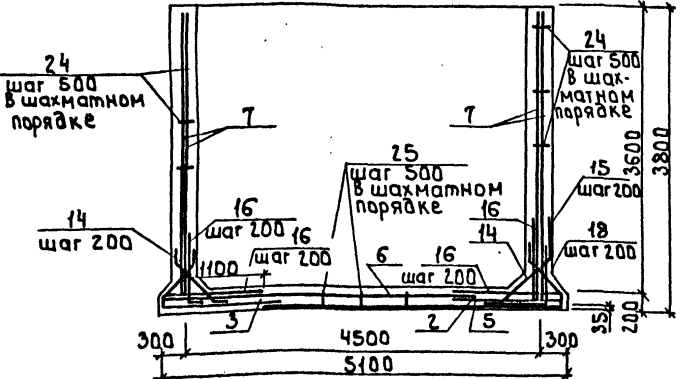 24
шаг 500
в шахматном
порядке
7
25
шаг 500
в шахматном
порядке
7
24
шаг 500
в шах-
матном
порядке
3600
3800
15
шаг 200
14
шаг 200
16
шаг 200
16
шаг 200
1100
6
16
шаг 200
16
14
18
шаг 200
3
2
5
35
200
300
4500
300
5100